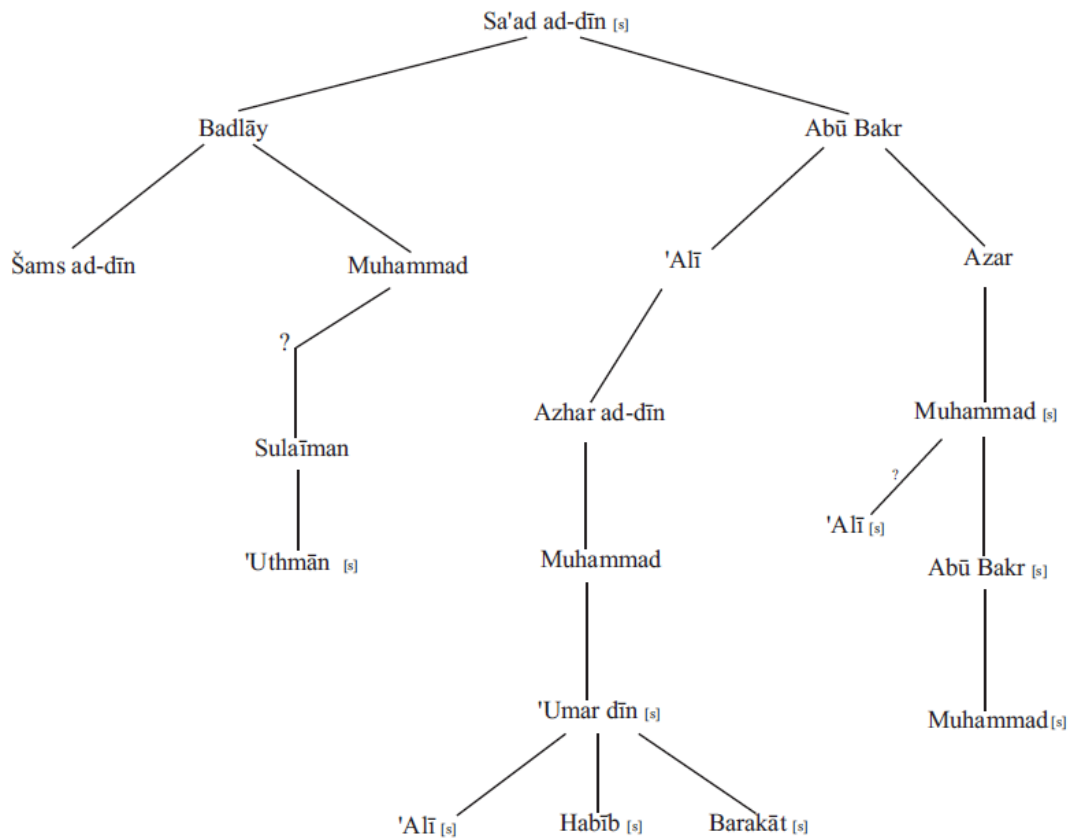 Sa'ad ad-dīn [s]
Badlāy
Abū Bakr
Šams ad-dīn
Muhammad
'Alī
Azar
?
Azhar ad-dīn
Muhammad [s]
Sulaīman
?
'Alī [s]
'Uthmān [s]
Muhammad
Abū Bakr [s]
'Umar dīn [s]
Muhammad[s]
'Alī [s]
Habīb [s]
Barakāt [s]